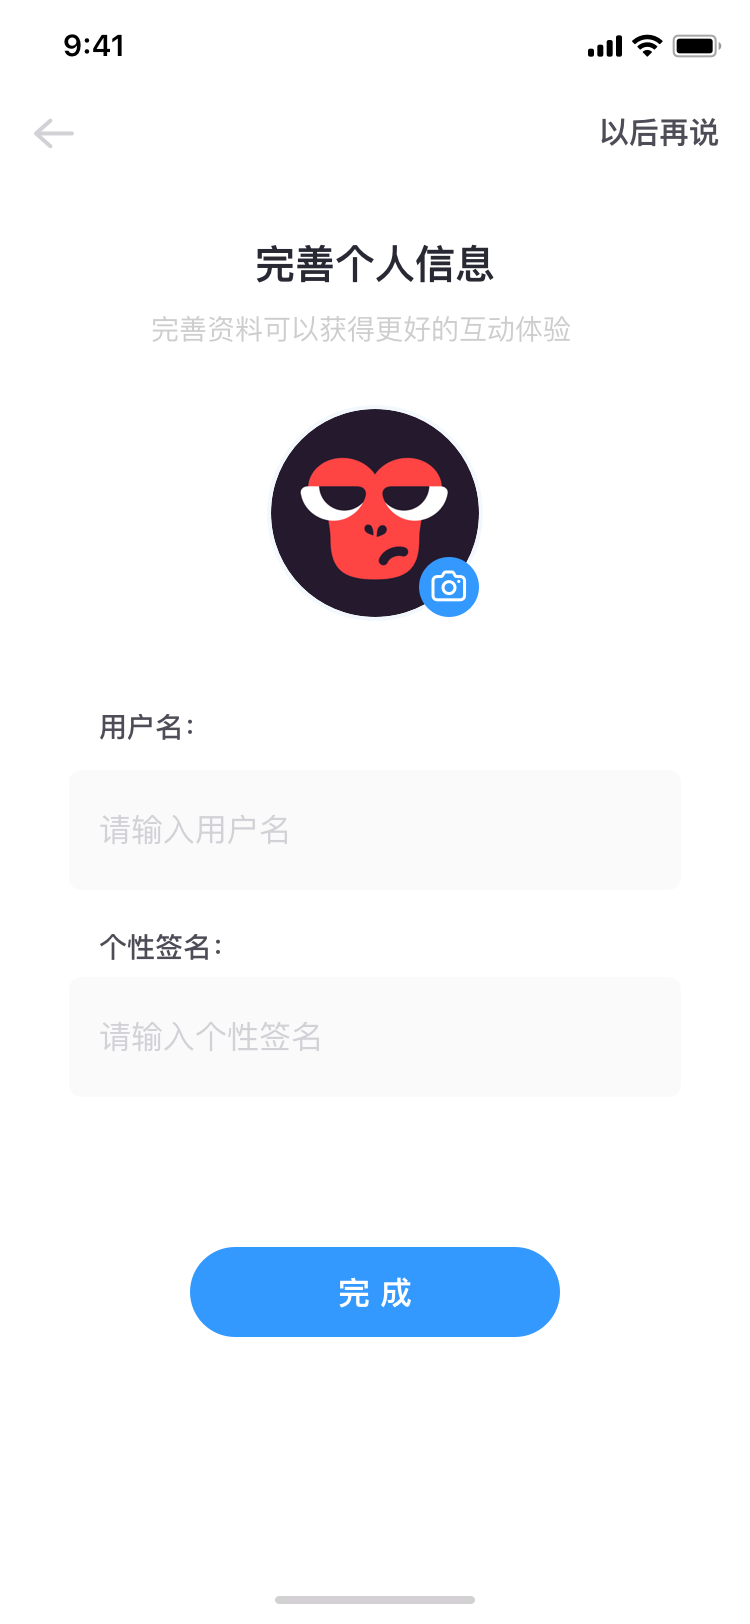 9:41
以后再说
完善个人信息
完善资料可以获得更好的互动体验
用户名：
请输入用户名
个性签名：
请输入个性签名
完 成